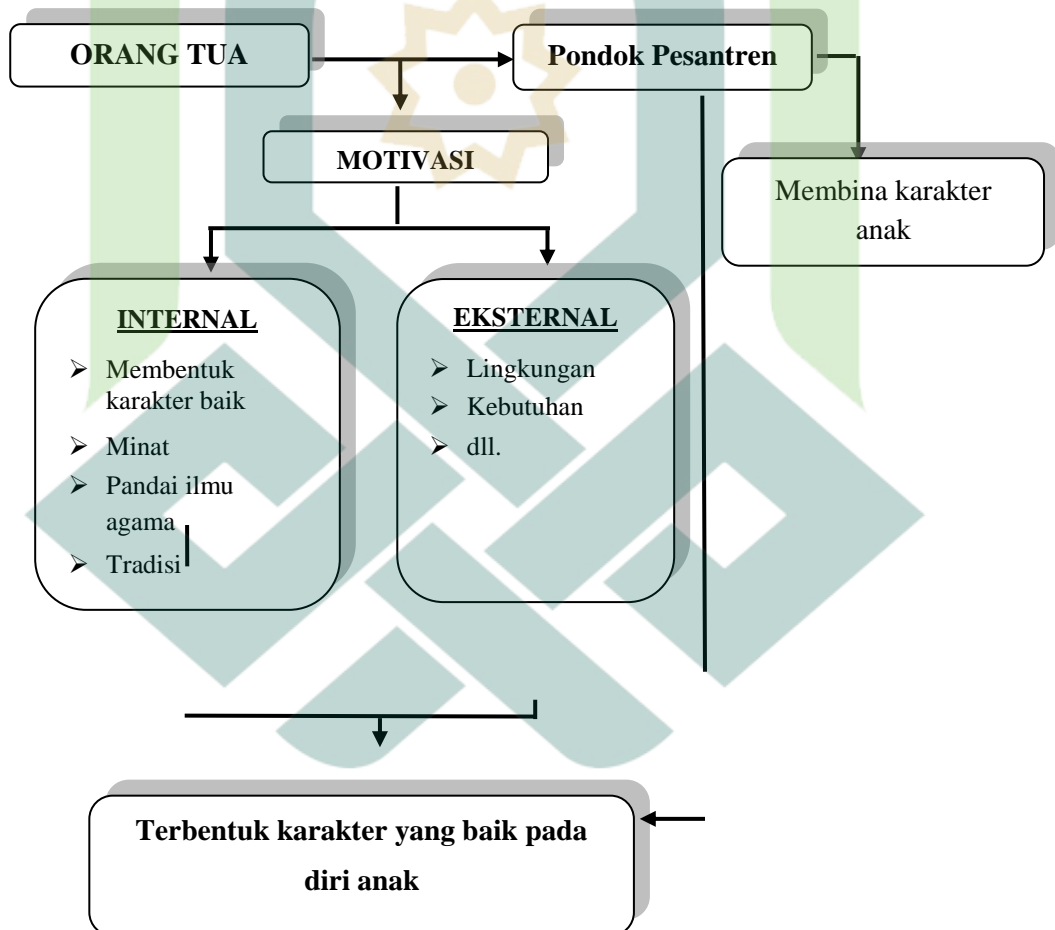 ORANG TUA
Pondok Pesantren
MOTIVASI
Membina karakter
anak
INTERNAL
➢ Membentuk
karakter baik
➢ Minat
➢ Pandai ilmu
agama
➢ Tradisi
EKSTERNAL
➢ Lingkungan
➢ Kebutuhan
➢ dll.
Terbentuk karakter yang baik pada
diri anak